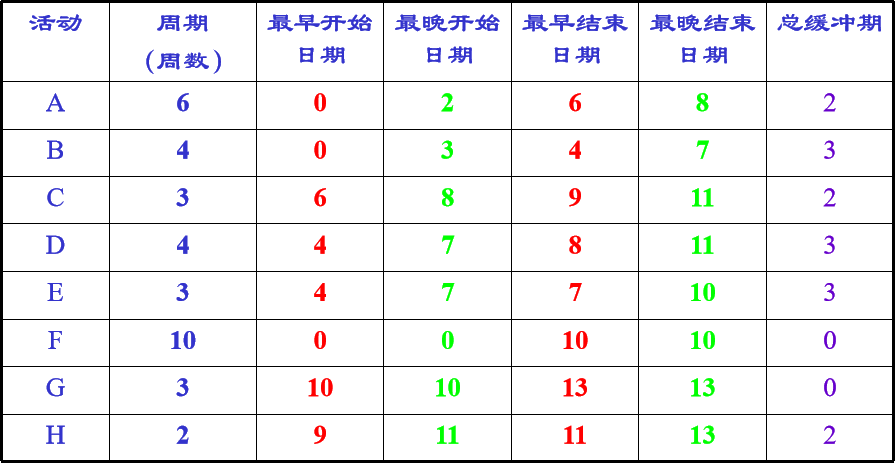 活动 周期 最早开始 最晚开始 最早结束 最晚结束 总缓冲期
(周数) 日期 日期 日期 日期
A 6 0 2 6 8 2
B 4 0 3 4 7 3
C 3 6 8 9 11 2
D 4 4 7 8 11 3
E 3 4 7 7 10 3
F 10 0 0 10 10 0
G 3 10 10 13 13 0
H 2 9 11 11 13 2